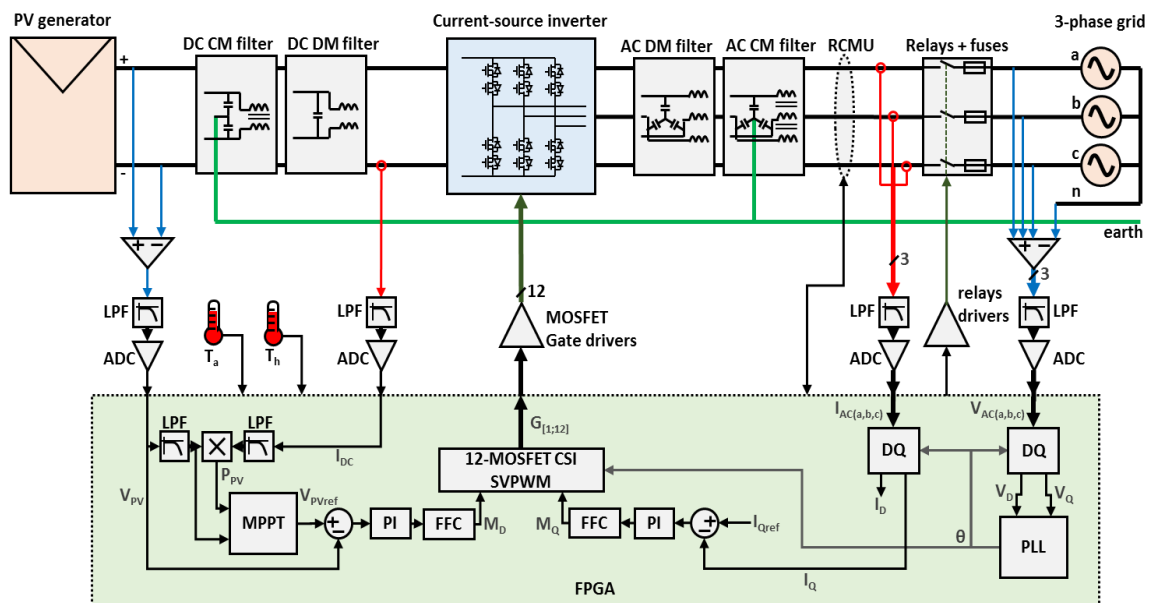 PV generator
Current-source inverter
3-phase grid
DC CM filter
DC DM filter
AC DM filter
AC CM filter
RCMU
Relays + fuses
+
-
a
b
c
n
earth
+ -
+ -
3
3
12
LPF
LPF
LPF
LPF
MOSFET
Gate drivers
relays
drivers
ADC
Ta
Th
ADC
ADC
ADC
G[1;12]
IAC(a,b,c)
VAC(a,b,c)
LPF
LPF
IDC
PPV
12-MOSFET CSI
SVPWM
DQ
DQ
VPV
MPPT
VPVref
+
-
PI
FFC
MD
MQ
FFC
PI
-
+
IQref
ID
VD
VQ
θ
PLL
IQ
FPGA